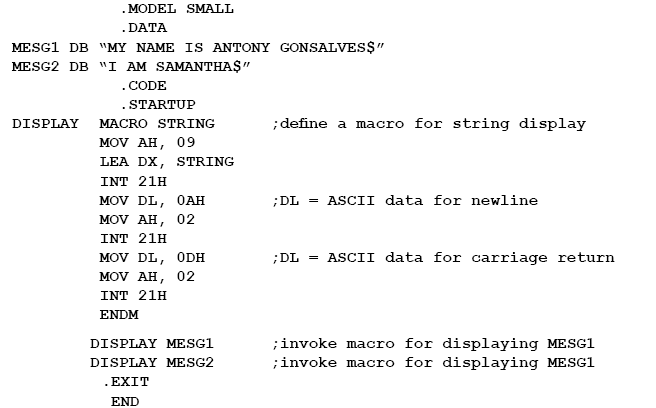 .MODEL SMALL
.DATA
MESG1 DB “MY NAME IS ANTONY GONSALVES$”
MESG2 DB “I AM SAMANTHA$”
.CODE
.STARTUP
DISPLAY MACRO STRING ;define a macro for string display
MOV AH, 09
LEA DX, STRING
INT 21H
MOV DL, 0AH ;DL = ASCII data for newline
MOV AH, 02
INT 21H
MOV DL, 0DH ;DL = ASCII data for carriage return
MOV AH, 02
INT 21H
ENDM
DISPLAY MESG1 ;invoke macro for displaying MESG1
DISPLAY MESG2 ;invoke macro for displaying MESG1
.EXIT
END